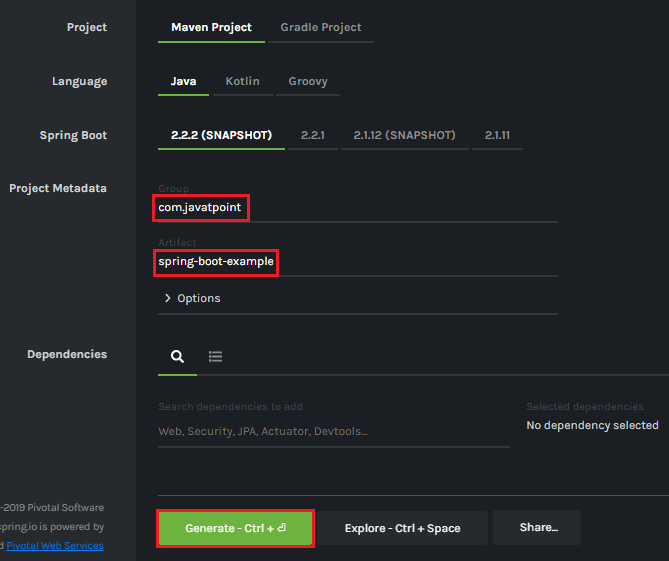 Project
Maven Project
Gradle Project
Language
Java
Kotlin
Groovy
Spring Boot
2.2.2 (SNAPSHOT)
2.2.1
2.1.12 (SNAPSHOT)
2.1.11
Project Metadata
Group
com.javatpoint
Artifact
spring-boot-example
Options
Dependencies
Search dependencies to add
Web, Security, JPA, Actuator, Devtools...
Selected dependencies
No dependency selected
-2019 Pivotal Software
spring.io is powered by
d Pivotal Web Services
Generate - Ctrl + ⏎
Explore - Ctrl + Space
Share...